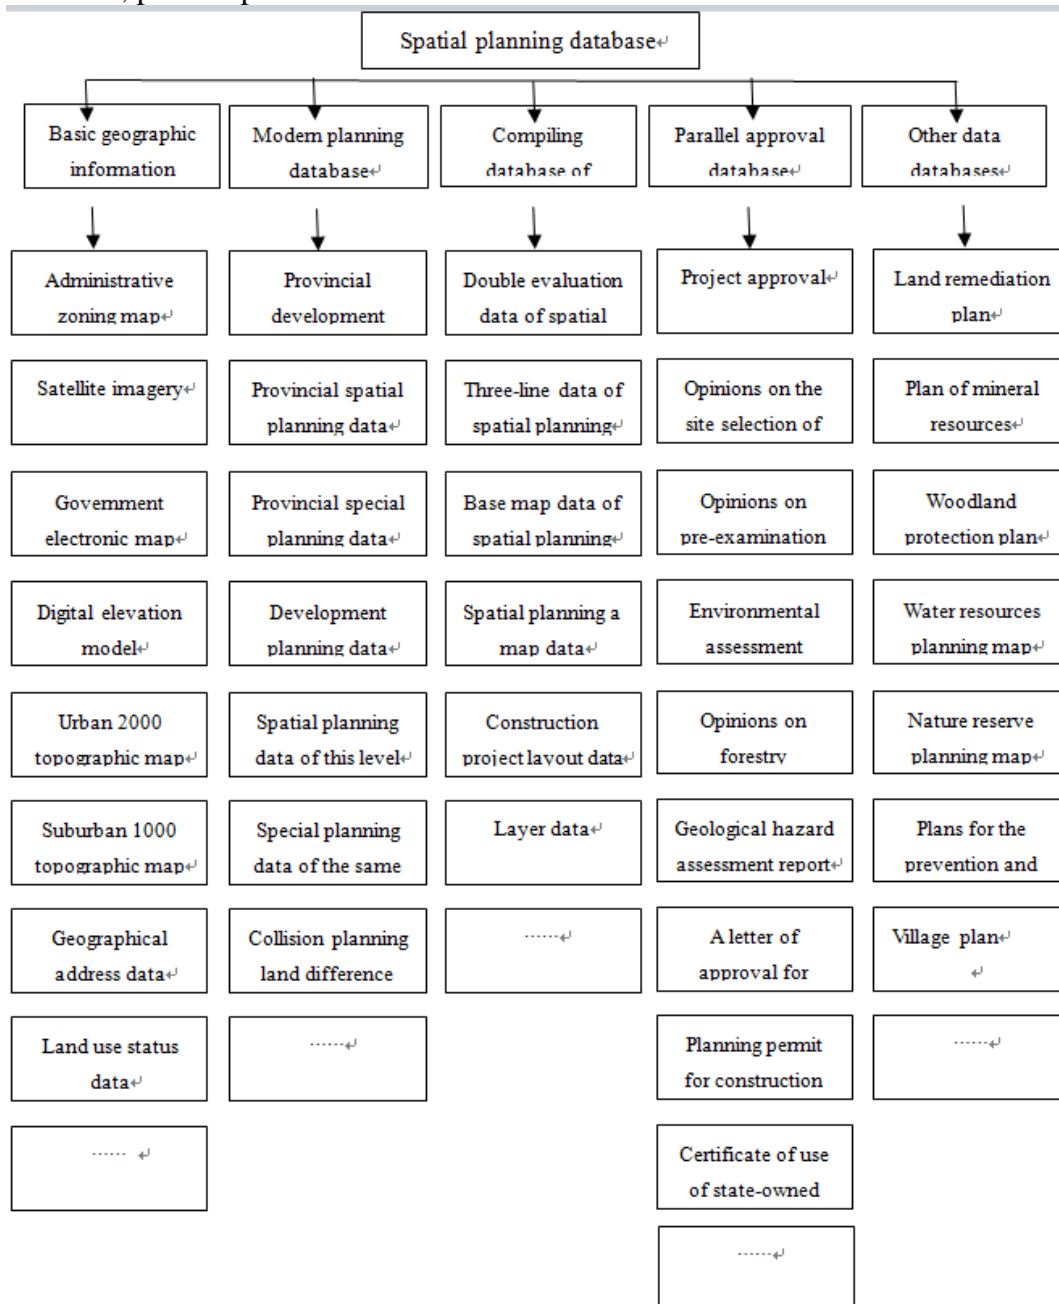 Spatial planning database
Basic geographic
information
Modern planning
database
Compiling
database of
Parallel approval
database
Other data
databases
Administrative
zoning map
Satellite imagery
Government
electronic map
Digital elevation
model
Urban 2000
topographic map
Suburban 1000
topographic map
Geographical
address data
Land use status
data
......
Provincial
development
Provincial spatial
planning data
Provincial special
planning data
Development
planning data
Spatial planning
data of this level
Special planning
data of the same
Collision planning
land difference
......
Double evaluation
data of spatial
Three-line data of
spatial planning
Base map data of
spatial planning
Spatial planning a
map data
Construction
project layout data
Layer data
......
Project approval
Opinions on the
site selection of
Opinions on
pre-examination
Environmental
assessment
Opinions on
forestry
Geological hazard
assessment report
A letter of
approval for
Planning permit
for construction
Certificate of use
of state-owned
......
Land remediation
plan
Plan of mineral
resources
Woodland
protection plan
Water resources
planning map
Nature reserve
planning map
Plans for the
prevention and
Village plan
......